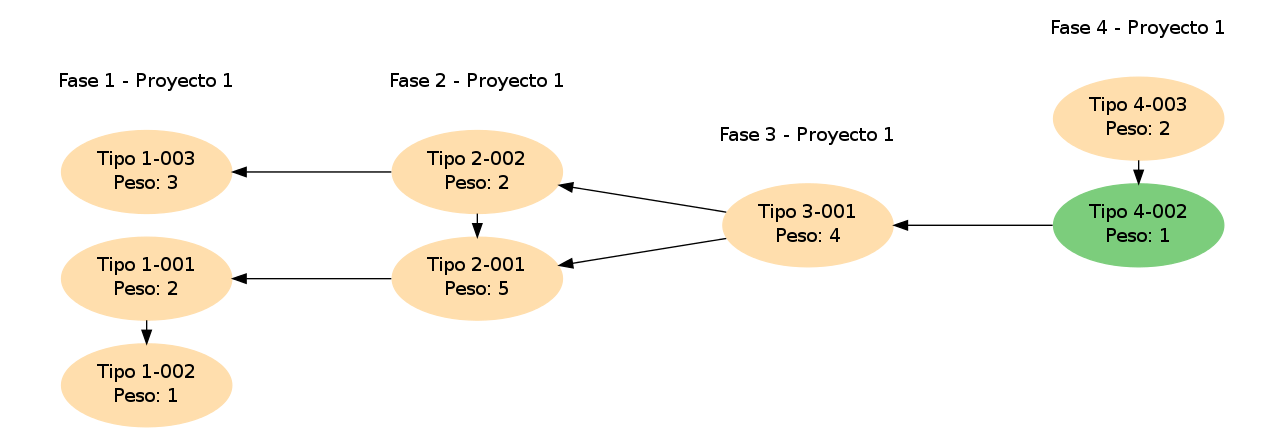 Fase 1 - Proyecto 1
Tipo 1-003
Peso: 3
Tipo 1-001
Peso: 2
Tipo 1-002
Peso: 1
Fase 2 - Proyecto 1
Tipo 2-002
Peso: 2
Tipo 2-001
Peso: 5
Fase 3 - Proyecto 1
Tipo 3-001
Peso: 4
Fase 4 - Proyecto 1
Tipo 4-003
Peso: 2
Tipo 4-002
Peso: 1